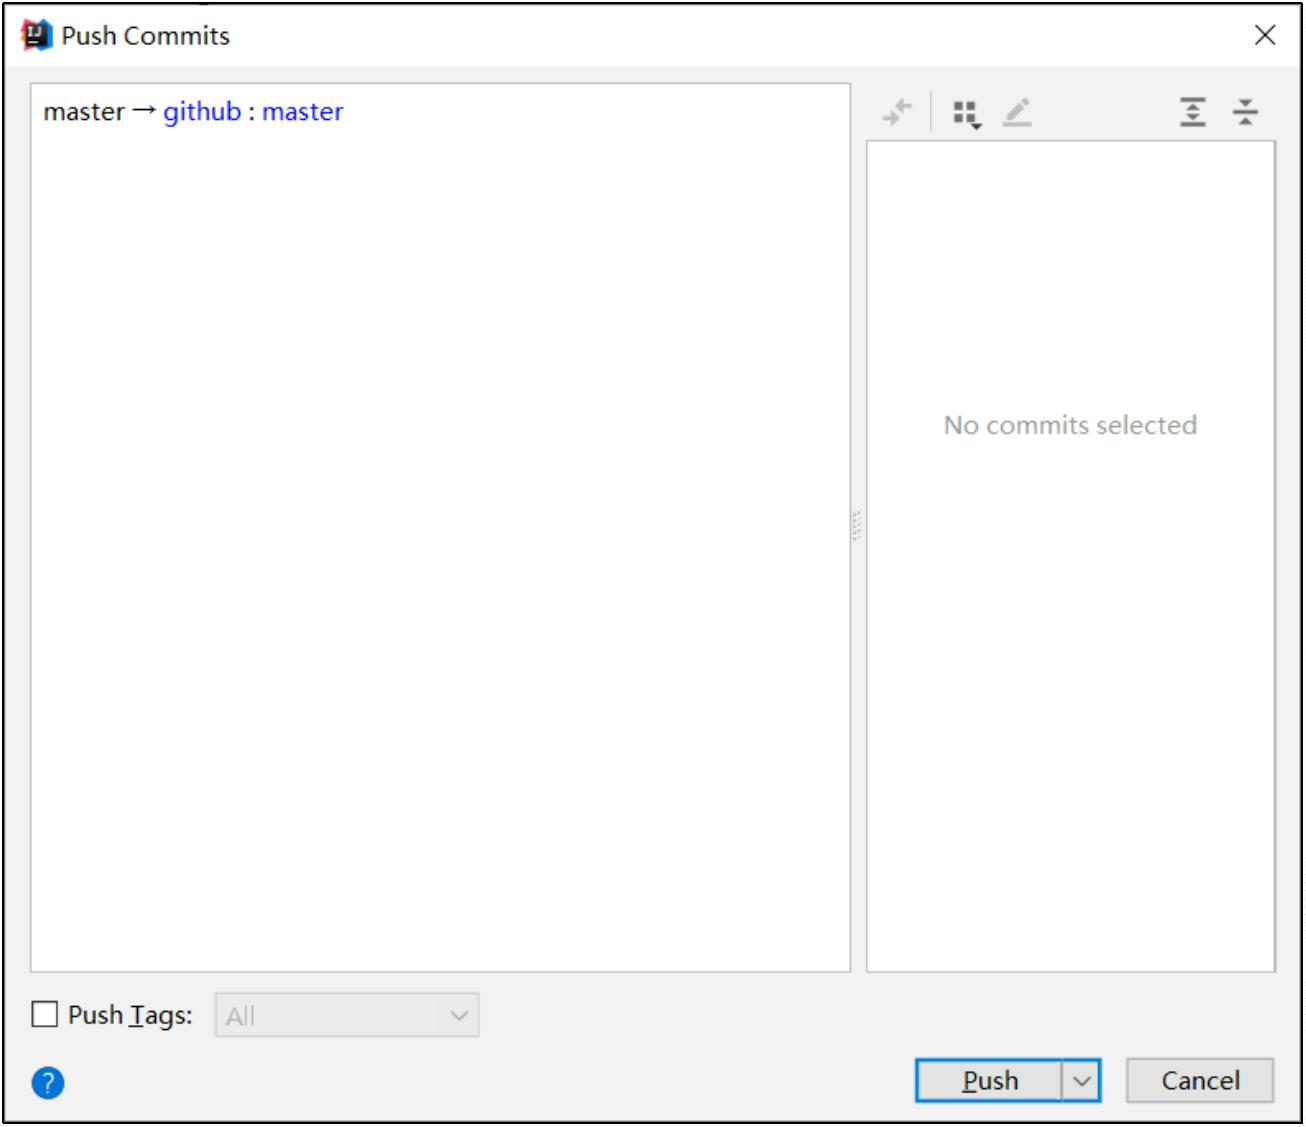 Push Commits
master → github : master
No commits selected
Push Tags:
All
?
Push
Cancel